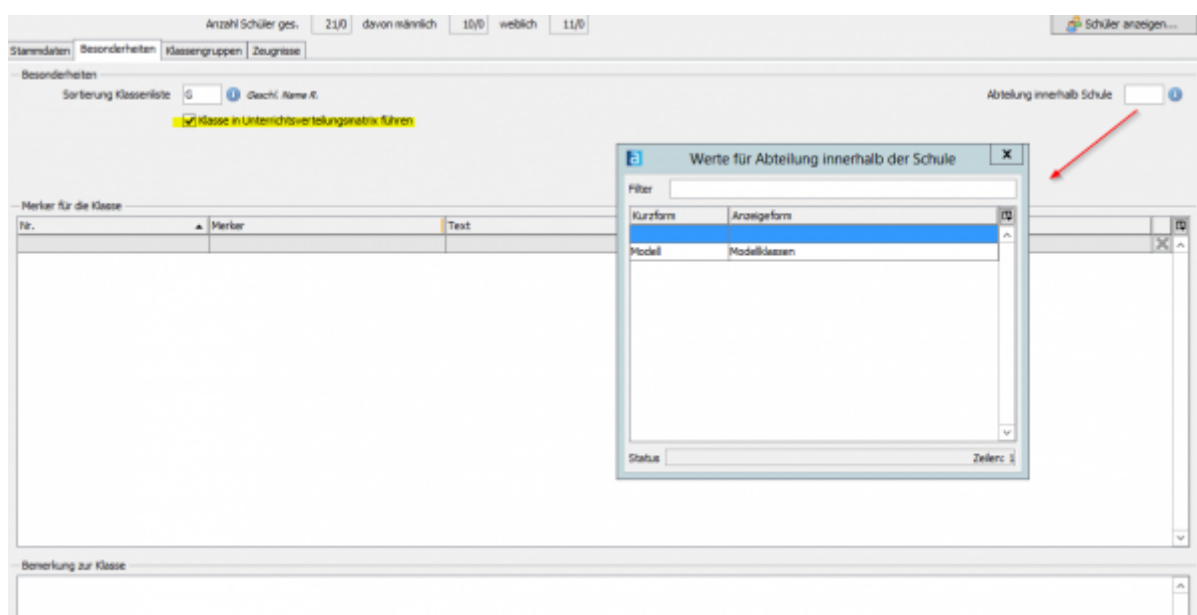 Anzahl Schüler ges. 21/0 davon männlich 10/0 weiblich 11/0 Schüler anzeigen...
Stammdaten Besonderheiten Klassengruppen Zeugnisse
Besonderheiten
Sortierung Klassenliste G Geschl. Name R. Abteilung innerhalb Schule
Klasse in Unterrichtsverteilungsmatrix führen
Werte für Abteilung innerhalb der Schule x
Filter
Merker für die Klasse
Kurzform Anzeigeform
Nr. Merker Text
Modell Modellklassen
Status Zeilen: 1
Bemerkung zur Klasse